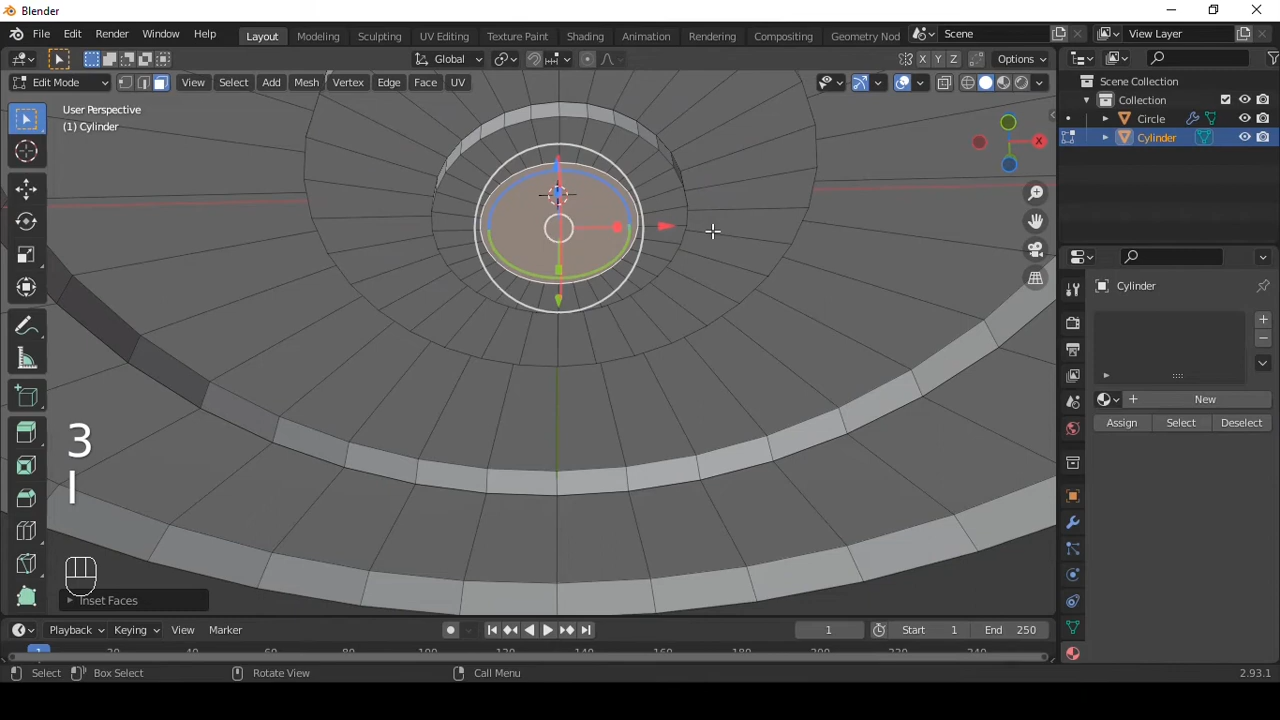 Blender
File Edit Render Window Help Layout Modeling Sculpting UV Editing Texture Paint Shading Animation Rendering Compositing Geometry Nod Scene View Layer
Global X Y Z Options
Edit Mode View Select Add Mesh Vertex Edge Face UV
Scene Collection
Collection
Circle
Cylinder
User Perspective
(1) Cylinder
X
Cylinder
New
Assign Select Deselect
3
I
Inset Faces
Playback Keying View Marker 1 Start 1 End 250
Select Box Select Rotate View Call Menu 2.93.1